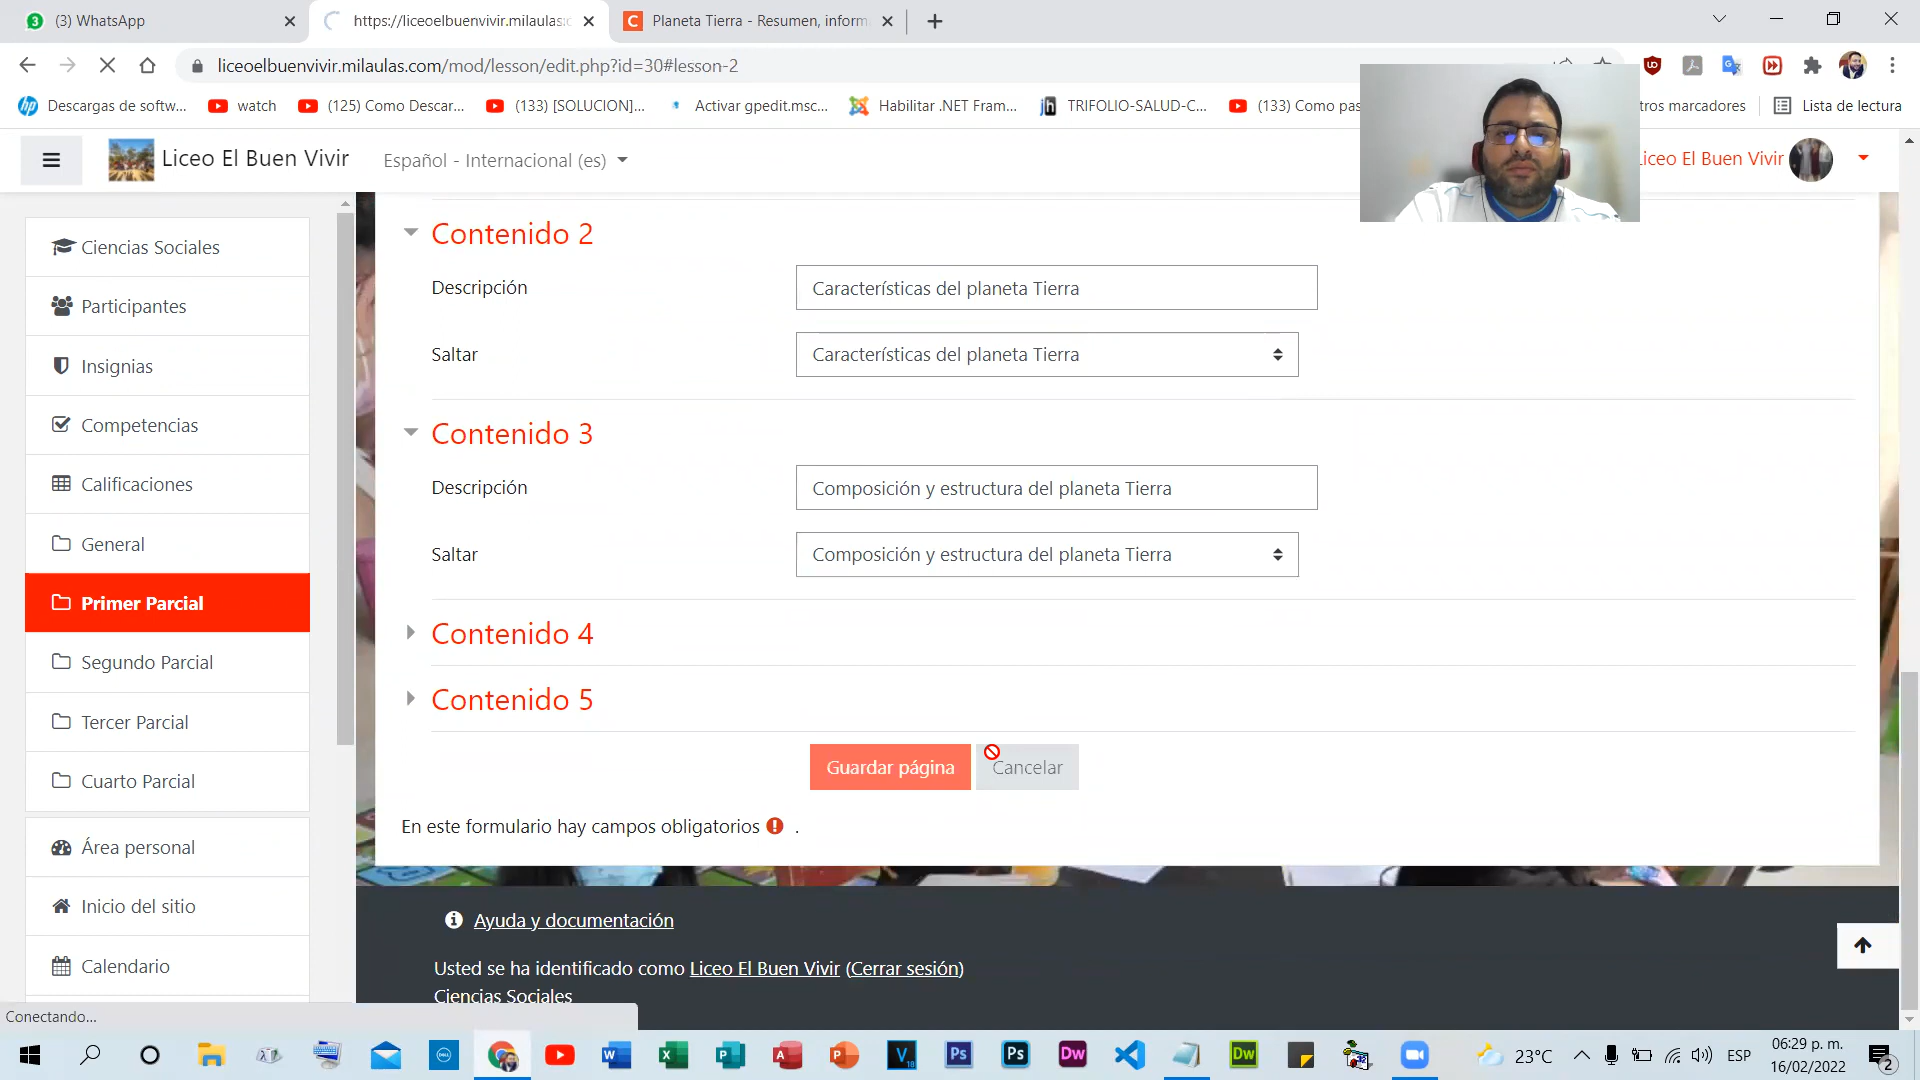 (3) WhatsApp
https://liceoelbuenvivir.milaulas.c
Planeta Tierra - Resumen, inform
liceoelbuenvivir.milaulas.com/mod/lesson/edit.php?id=30#lesson-2
Descargas de softw...
watch
(125) Como Descar...
(133) [SOLUCION]...
Activar gpedit.msc...
Habilitar .NET Fram...
TRIFOLIO-SALUD-C...
(133) Como pas
tros marcadores
Lista de lectura
Liceo El Buen Vivir
Español - Internacional (es)
Liceo El Buen Vivir
Ciencias Sociales
Participantes
Insignias
Competencias
Calificaciones
General
Primer Parcial
Segundo Parcial
Tercer Parcial
Cuarto Parcial
Área personal
Inicio del sitio
Calendario
Contenido 2
Descripción
Características del planeta Tierra
Saltar
Características del planeta Tierra
Contenido 3
Descripción
Composición y estructura del planeta Tierra
Saltar
Composición y estructura del planeta Tierra
Contenido 4
Contenido 5
Guardar página
Cancelar
En este formulario hay campos obligatorios .
Ayuda y documentación
Usted se ha identificado como Liceo El Buen Vivir (Cerrar sesión)
Ciencias Sociales
Conectando...
23°C
ESP
06:29 p. m.
16/02/2022
2